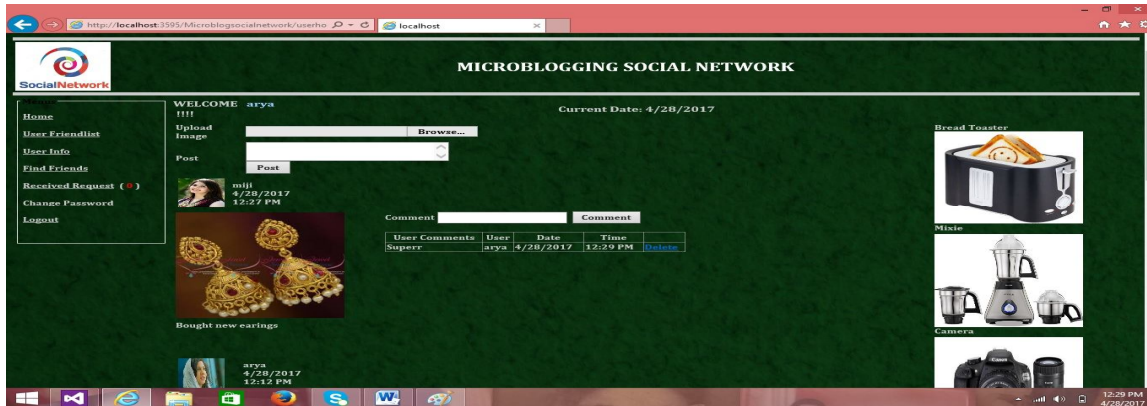 http://localhost:3595/Microblogsocialnetwork/userho
localhost
SocialNetwork
MICROBLOGGING SOCIAL NETWORK
Home
User Friendlist
User Info
Find Friends
Received Request ( 0 )
Change Password
Logout
WELCOME arya
!!!!
Current Date: 4/28/2017
Upload
Image
Browse...
Post
Post
miji
4/28/2017
12:27 PM
Bought new earings
Comment
Comment
User Comments User Date Time
Superr arya 4/28/2017 12:29 PM Delete
arya
4/28/2017
12:12 PM
Bread Toaster
Mixie
Camera
Canon
12:29 PM
4/28/2017